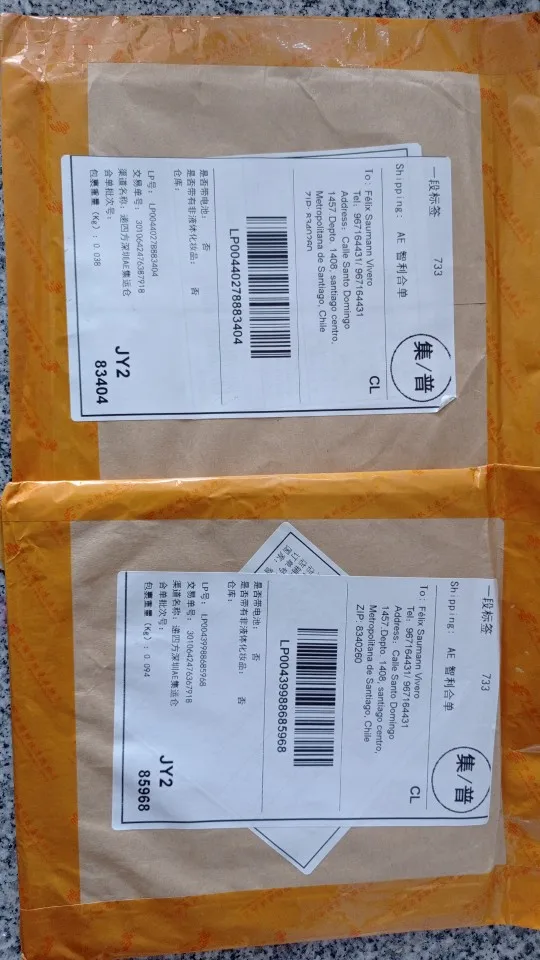 一段标签
733
Shipping: AE 智利合单
集/普
To: Félix Saumann Vivero
Tel: 967164431/ 967164431
Address: Calle Santo Domingo
1457.Depto. 1408, santiago centro,
Metropolitana de Santiago, Chile
ZIP: 8340260
CL
LP00440278883404
是否带电池: 否
是否带有非液体化妆品: 否
仓库:
LP号: LP00440278883404
交易单号: 3010642476387918
渠道名称: 递四方深圳AE集运仓
合单批次号:
包裹重量 (Kg): 0.038
JY2
83404
一段标签
733
Shipping: AE 智利合单
集/普
To: Félix Saumann Vivero
Tel: 967164431/ 967164431
Address: Calle Santo Domingo
1457.Depto. 1408, santiago centro,
Metropolitana de Santiago, Chile
ZIP: 8340260
CL
LP00439988685968
是否带电池: 否
是否带有非液体化妆品: 否
仓库:
LP号: LP00439988685968
交易单号: 3010642476367918
渠道名称: 递四方深圳AE集运仓
合单批次号:
包裹重量 (Kg): 0.094
JY2
85968